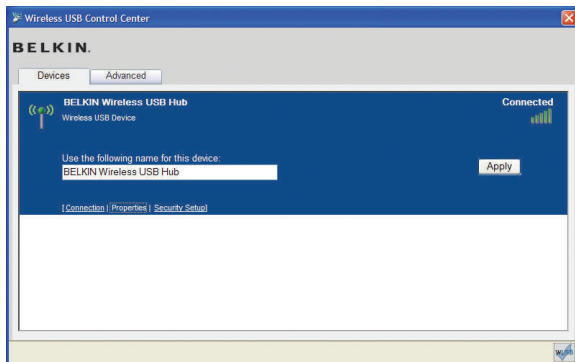 Wireless USB Control Center
BELKIN.
Devices Advanced
BELKIN Wireless USB Hub Connected
Wireless USB Device
Use the following name for this device:
BELKIN Wireless USB Hub Apply
[Connection | Properties | Security Setup]